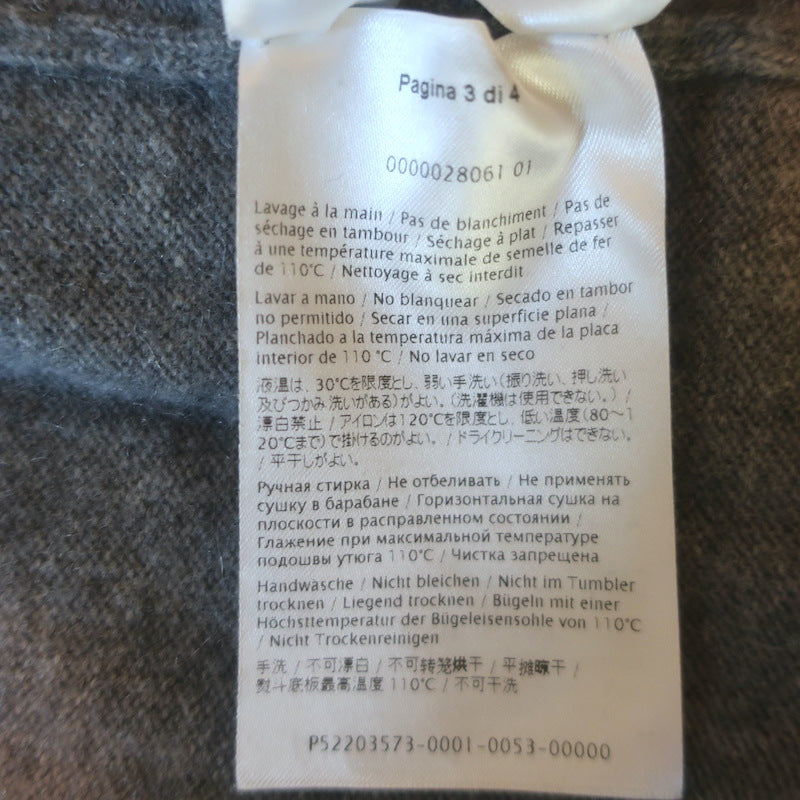 Pagina 3 di 4
0000028061 01
Lavage à la main / Pas de blanchiment / Pas de
séchage en tambour / Séchage à plat / Repasser
à une température maximale de semelle de fer
de 110°C / Nettoyage à sec interdit
Lavar a mano / No blanquear / Secado en tambor
no permitido / Secar en una superficie plana /
Planchado a la temperatura máxima de la placa
interior de 110 °C / No lavar en seco
液温は、30℃を限度とし、弱い手洗い(振り洗い、押し洗い
及びつかみ洗いがある)がよい。(洗濯機は使用できない。) /
漂白禁止 / アイロンは120℃を限度とし、低い温度(80〜1
20℃まで)で掛けるのがよい。 / ドライクリーニングはできない。
/ 平干しがよい。
Ручная стирка / Не отбеливать / Не применять
сушку в барабане / Горизонтальная сушка на
плоскости в расправленном состоянии /
Глажение при максимальной температуре
подошвы утюга 110°C / Чистка запрещена
Handwäsche / Nicht bleichen / Nicht im Tumbler
trocknen / Liegend trocknen / Bügeln mit einer
Höchsttemperatur der Bügeleisensohle von 110°C
/ Nicht Trockenreinigen
手洗 / 不可漂白 / 不可转笼烘干 / 平摊晾干 /
熨斗底板最高温度 110℃ / 不可干洗
P52203573-0001-0053-00000